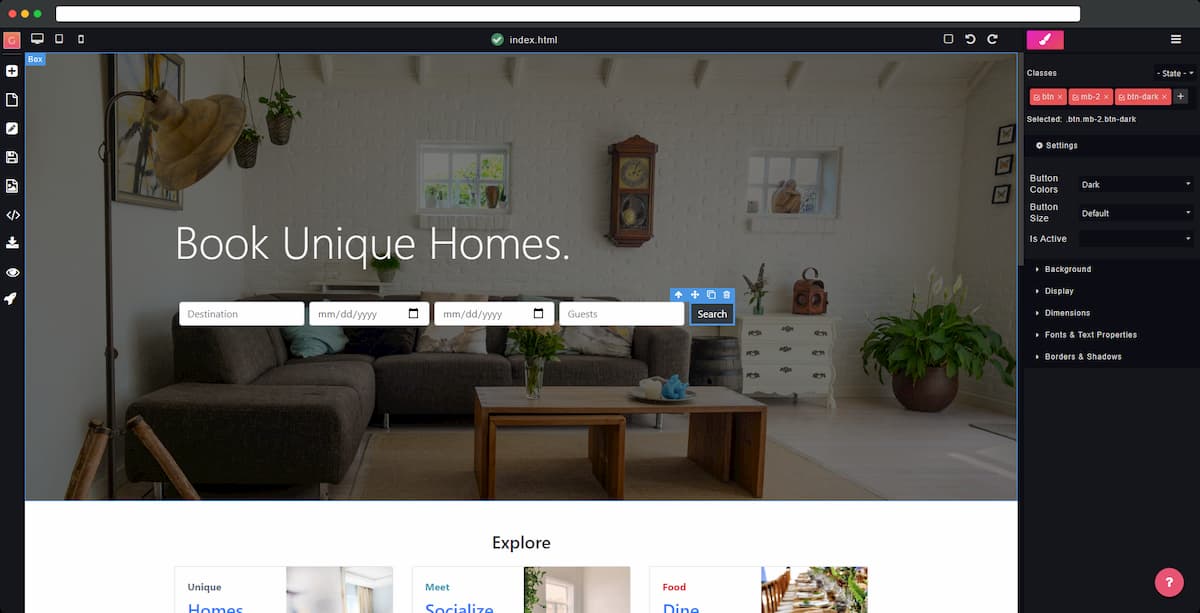 index.html
Box
Classes
- State -
btn ×
mb-2 ×
btn-dark ×
+
Selected: .btn.mb-2.btn-dark
Settings
Button Colors
Dark
Button Size
Default
Is Active
Background
Display
Dimensions
Fonts & Text Properties
Borders & Shadows
Book Unique Homes.
Destination
mm/dd/yyyy
mm/dd/yyyy
Guests
Search
Explore
Unique
Homes
Meet
Socialize
Food
Dine
?